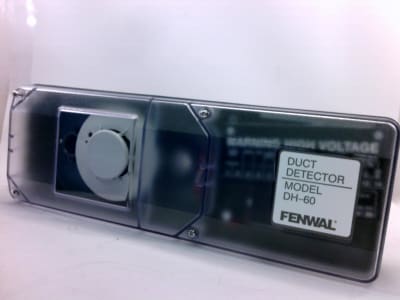 WARNING HIGH VOLTAGE
DUCT
DETECTOR
MODEL
DH-60
FENWAL